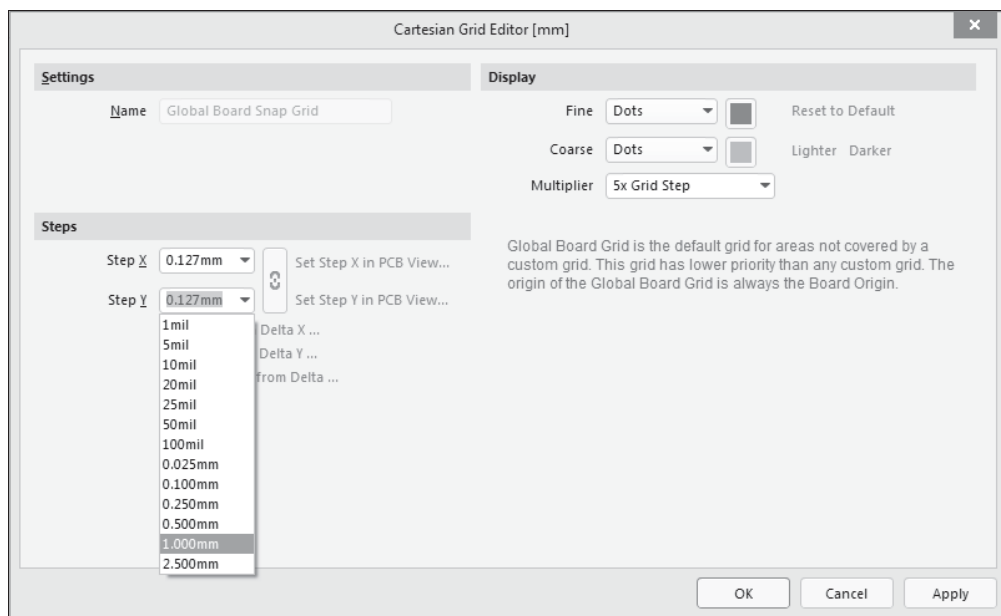 Cartesian Grid Editor [mm]
Settings
Name Global Board Snap Grid
Display
Fine Dots Reset to Default
Coarse Dots Lighter Darker
Multiplier 5x Grid Step
Steps
Step X 0.127mm Set Step X in PCB View...
Step Y 0.127mm Set Step Y in PCB View...
1mil
5mil
10mil
20mil
25mil
50mil
100mil
0.025mm
0.100mm
0.250mm
0.500mm
1.000mm
2.500mm
Delta X ...
Delta Y ...
from Delta ...
Global Board Grid is the default grid for areas not covered by a
custom grid. This grid has lower priority than any custom grid. The
origin of the Global Board Grid is always the Board Origin.
OK Cancel Apply